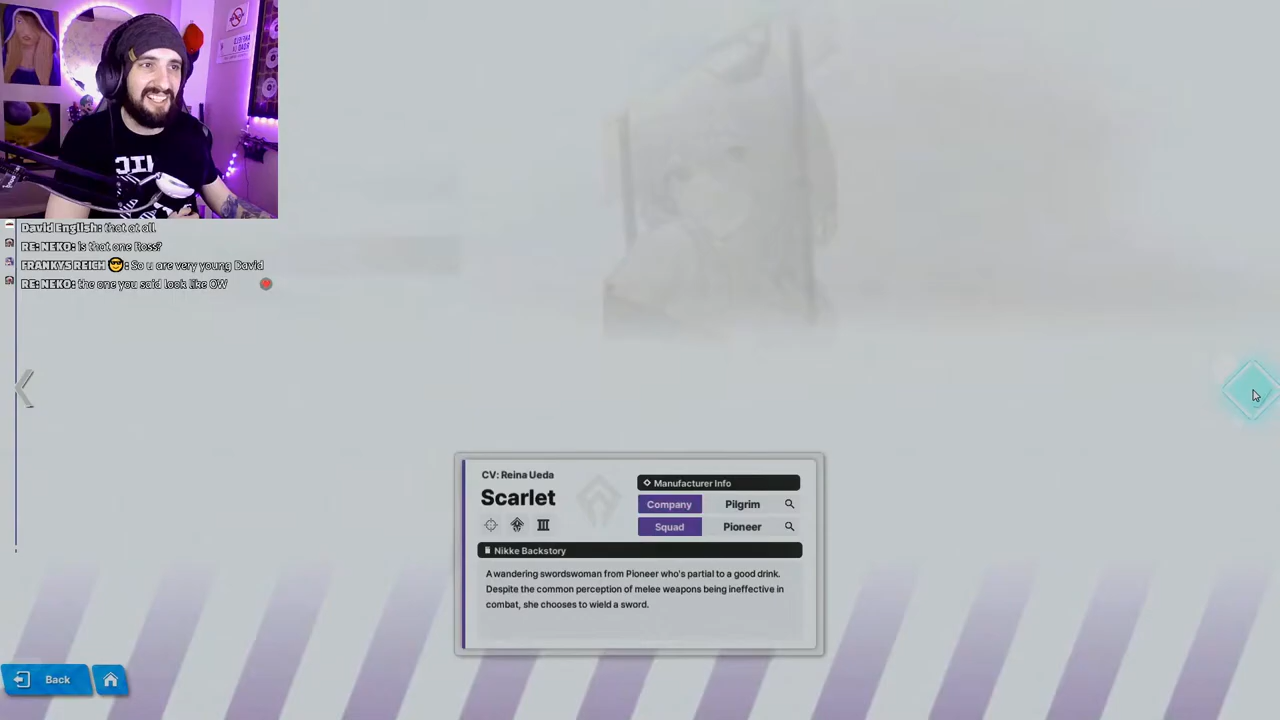 David English: that at all
RE: NEKO: is that one Ross?
FRANKYS REICH 😎: So u are very young David
RE: NEKO: the one you said look like OW
CV: Reina Ueda
Scarlet
Manufacturer Info
Company Pilgrim
Squad Pioneer
Nikke Backstory
A wandering swordswoman from Pioneer who's partial to a good drink.
Despite the common perception of melee weapons being ineffective in
combat, she chooses to wield a sword.
Back